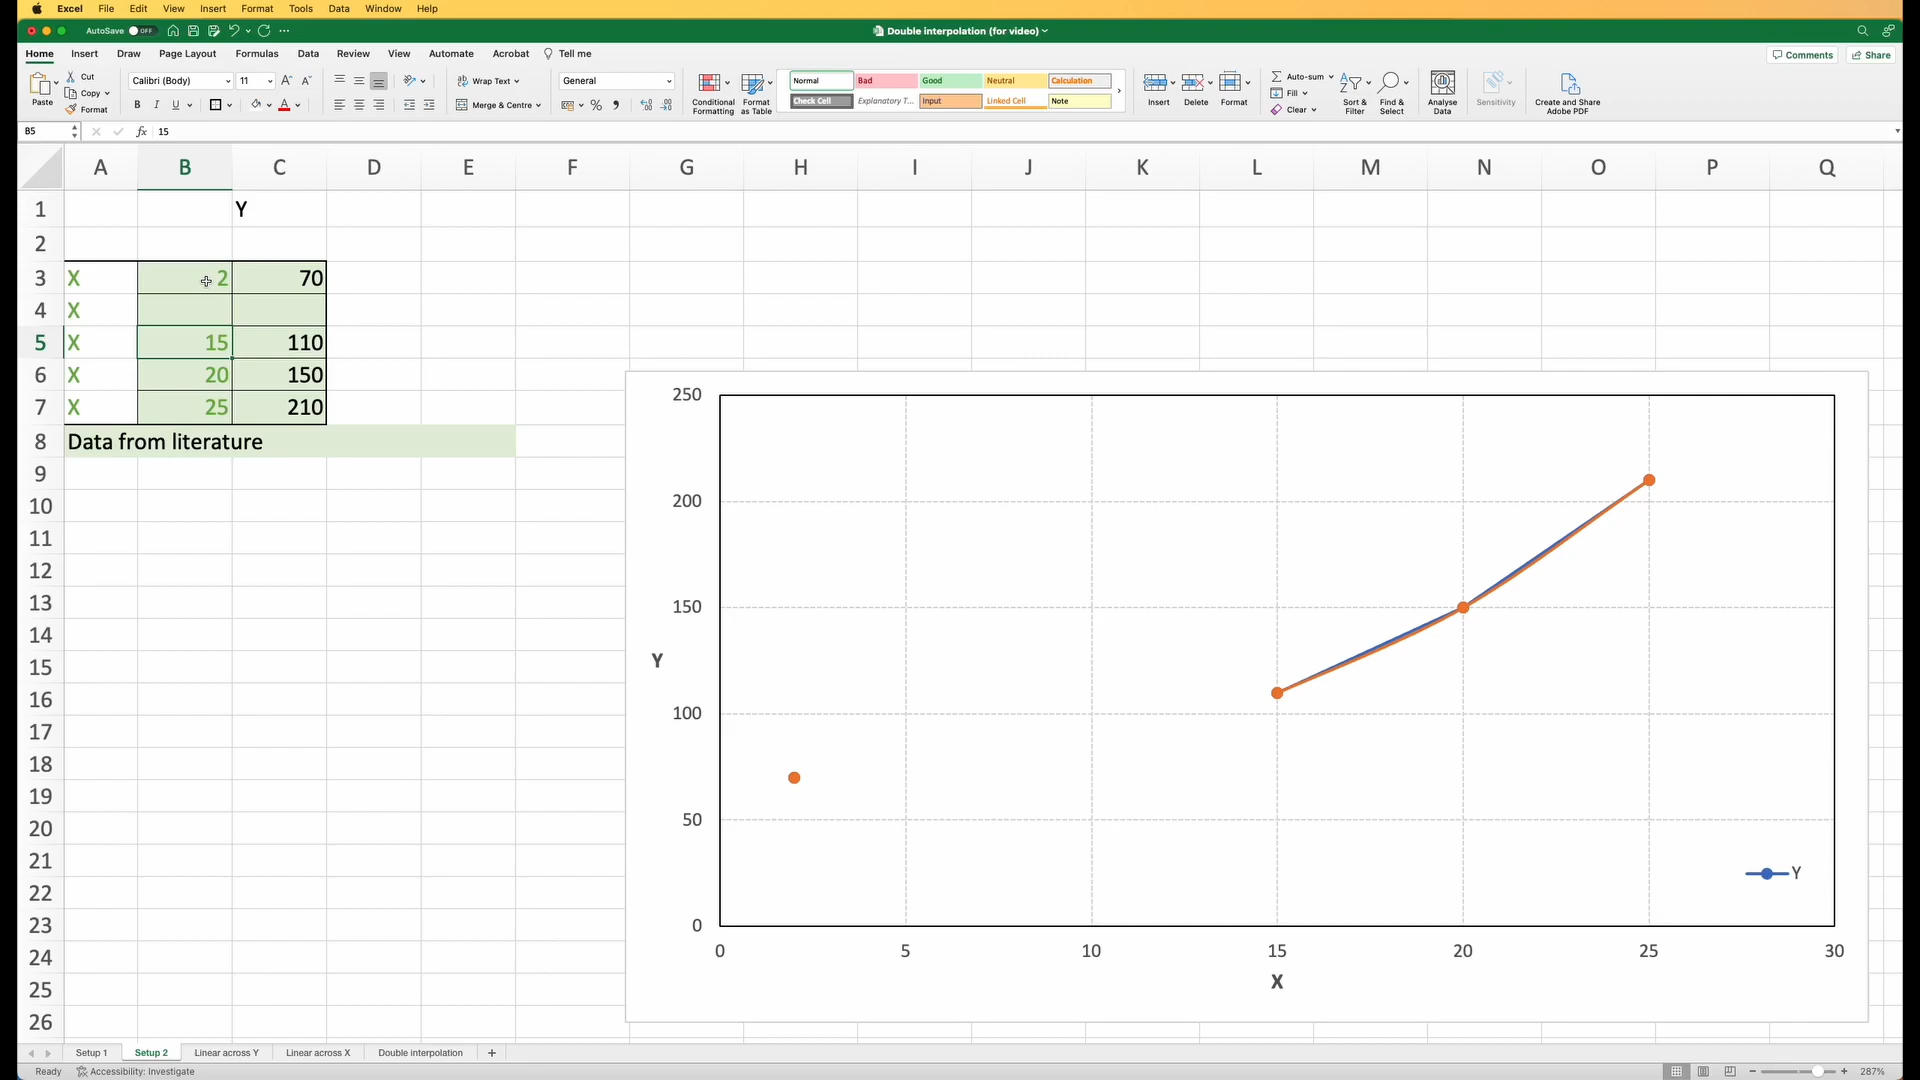 Excel File Edit View Insert Format Tools Data Window Help
AutoSave OFF Double interpolation (for video)
Home Insert Draw Page Layout Formulas Data Review View Automate Acrobat Tell me Comments Share
Paste Cut Copy Format
Calibri (Body) 11
Wrap Text
Merge & Centre
General
Conditional Formatting
Format as Table
Normal Bad Good Neutral Calculation
Check Cell Explanatory T... Input Linked Cell Note
Insert Delete Format
Auto-sum
Fill
Clear
Sort & Filter
Find & Select
Analyse Data
Sensitivity
Create and Share Adobe PDF
B5 fx 15
A B C D E F G H I J K L M N O P Q
1 Y
2
3 X 2 70
4 X
5 X 15 110
6 X 20 150
7 X 25 210
8 Data from literature
9
10
11
12
13
14
15
16
17
18
19
20
21
22
23
24
25
26
250
200
150
Y
100
50
Y
0
0 5 10 15 20 25 30
X
Setup 1 Setup 2 Linear across Y Linear across X Double interpolation +
Ready Accessibility: Investigate 287%